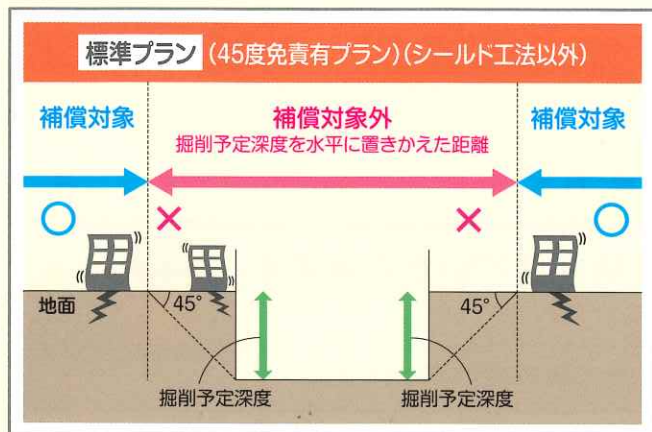 標準プラン(45度免責有プラン)(シールド工法以外)
補償対象
補償対象外
補償対象
掘削予定深度を水平に置きかえた距離
地面
45°
45°
掘削予定深度
掘削予定深度